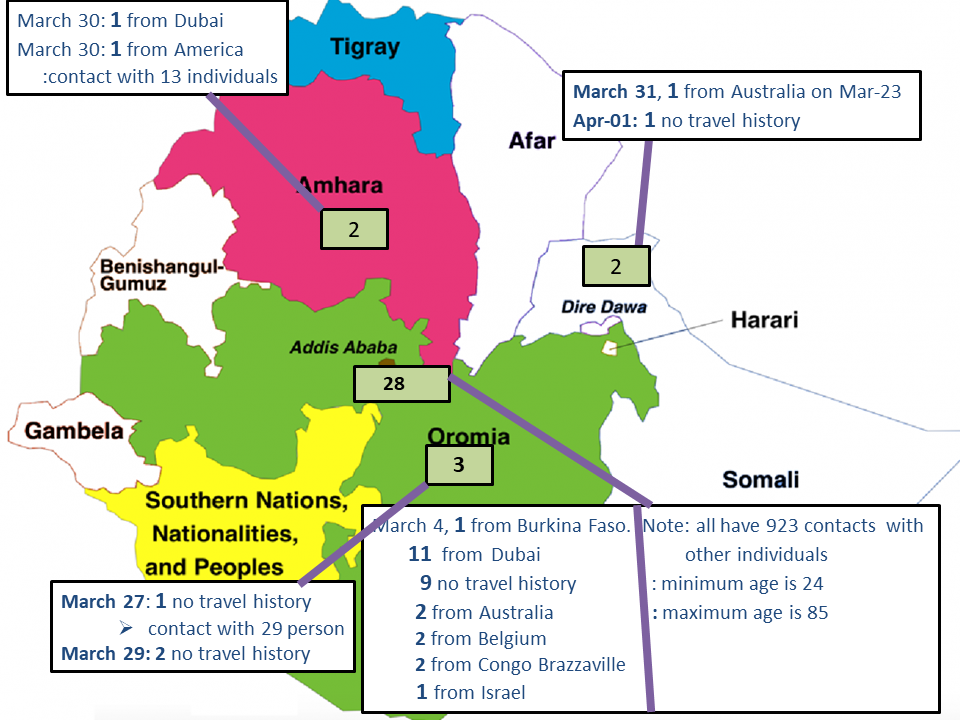 March 30: 1 from Dubai
March 30: 1 from America
:contact with 13 individuals
Tigray
March 31, 1 from Australia on Mar-23
Apr-01: 1 no travel history
Afar
Amhara
2
2
Benishangul-
Gumuz
Dire Dawa
Harari
Addis Ababa
28
Gambela
Oromia
3
Somali
Southern Nations,
Nationalities,
and Peoples
March 27: 1 no travel history
➢ contact with 29 person
March 29: 2 no travel history
March 4, 1 from Burkina Faso.
11 from Dubai
9 no travel history
2 from Australia
2 from Belgium
2 from Congo Brazzaville
1 from Israel
Note: all have 923 contacts with
other individuals
: minimum age is 24
: maximum age is 85